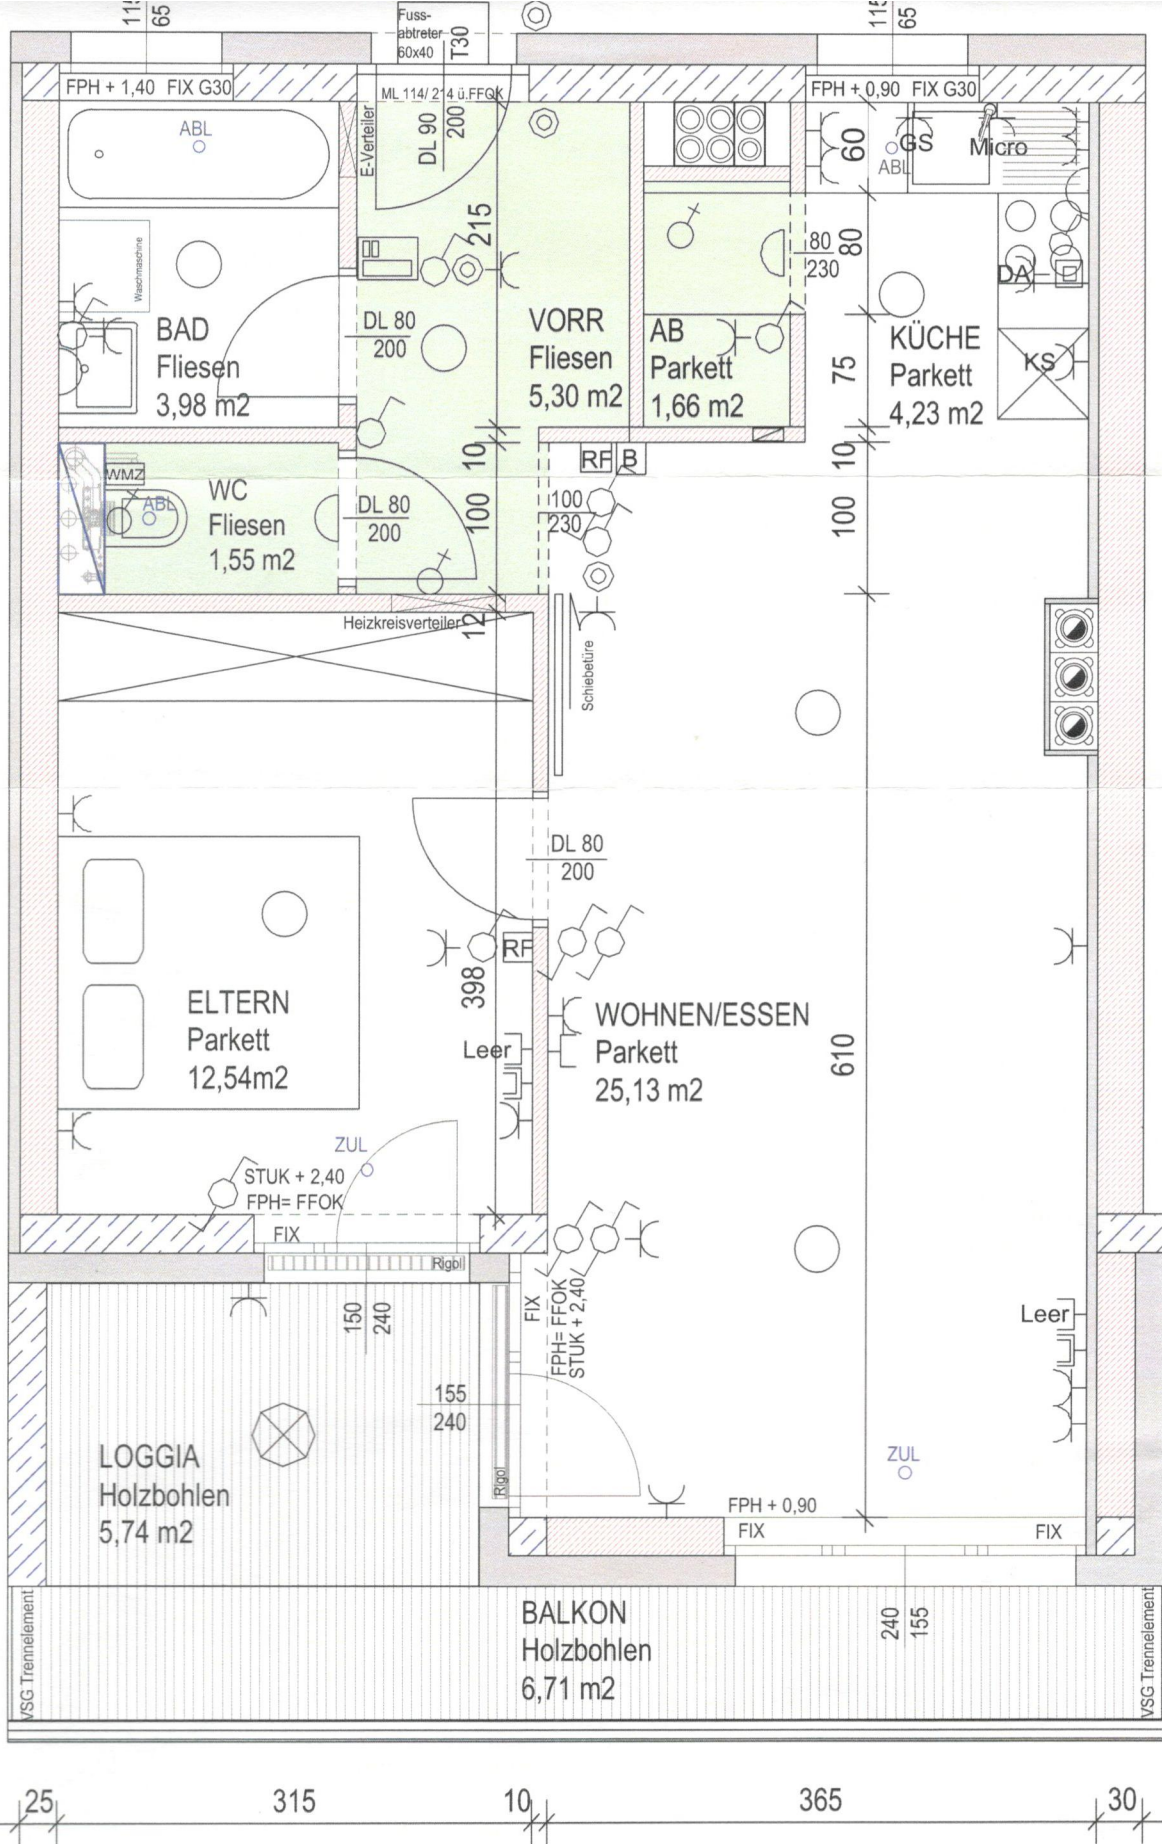 115
65
Fuss-
abtreter
60x40
T30
115
65
FPH + 1,40 FIX G30
ML 114/ 214 ü.FFOK
FPH + 0,90 FIX G30
ABL
E-Verteiler
DL 90
200
60
ABL
GS
Micro
Waschmaschine
215
80
230
80
DA
BAD
Fliesen
3,98 m2
DL 80
200
VORR
Fliesen
5,30 m2
AB
Parkett
1,66 m2
75
KÜCHE
Parkett
4,23 m2
KS
10
RF
B
10
WMZ
ABL
WC
Fliesen
1,55 m2
DL 80
200
100
100
230
100
Heizkreisverteiler
12
Schiebetüre
DL 80
200
RF
398
ELTERN
Parkett
12,54m2
Leer
WOHNEN/ESSEN
Parkett
25,13 m2
610
ZUL
STUK + 2,40
FPH= FFOK
FIX
Rigol
150
240
FIX
FPH= FFOK
STUK + 2,40
Leer
155
240
LOGGIA
Holzbohlen
5,74 m2
Rigol
ZUL
FPH + 0,90
FIX
FIX
VSG Trennelement
BALKON
Holzbohlen
6,71 m2
240
155
VSG Trennelement
25
315
10
365
30